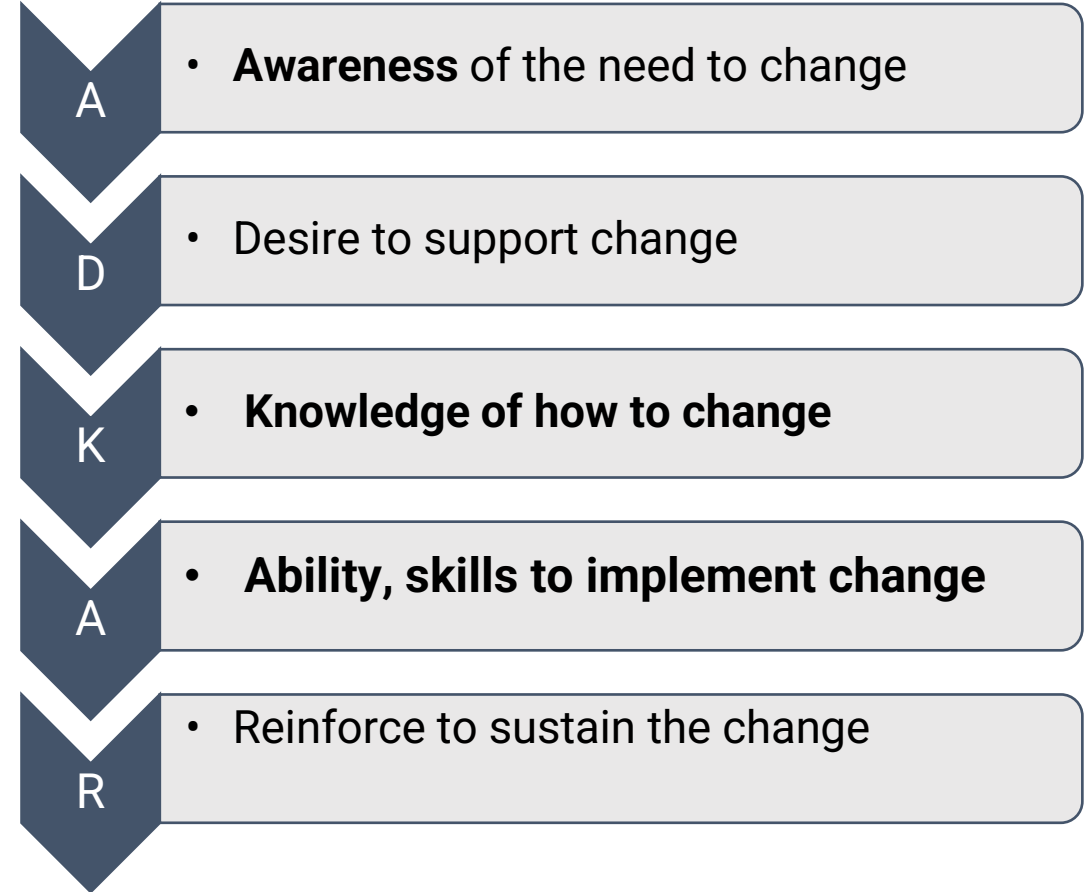 A
• Awareness of the need to change
D
• Desire to support change
K
• Knowledge of how to change
A
• Ability, skills to implement change
R
• Reinforce to sustain the change